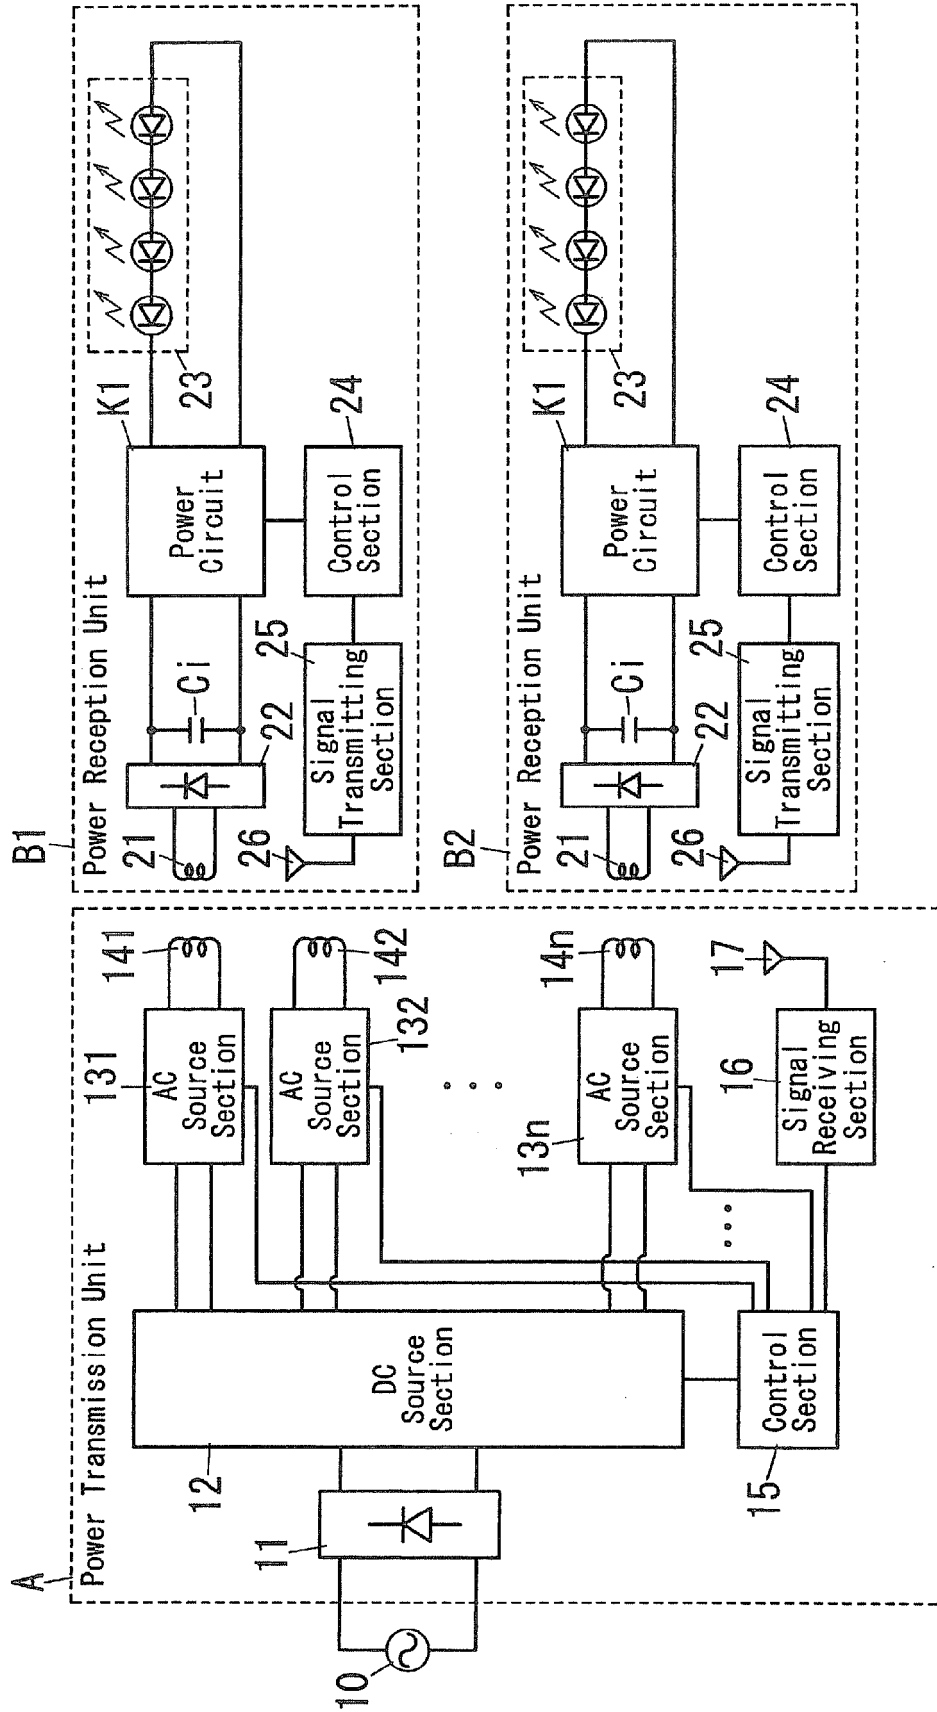 A
Power Transmission Unit
10
11
12
DC
Source
Section
131
AC
Source
Section
141
132
AC
Source
Section
142
13n
AC
Source
Section
14n
15
Control
Section
16
Signal
Receiving
Section
17
B1
Power Reception Unit
21
22
Ci
K1
Power
Circuit
23
24
Control
Section
25
Signal
Transmitting
Section
26
B2
Power Reception Unit
21
22
Ci
K1
Power
Circuit
23
24
Control
Section
25
Signal
Transmitting
Section
26